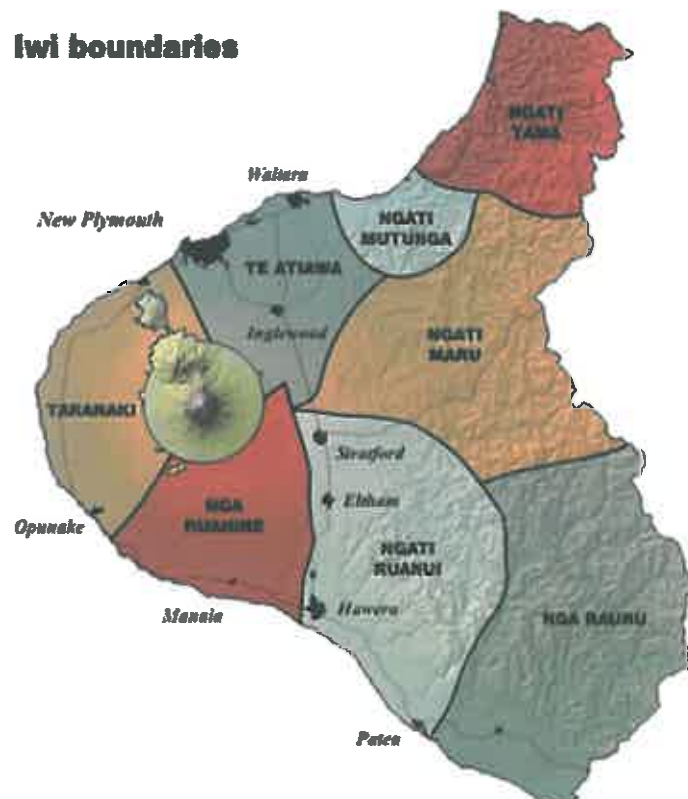 Iwi boundaries
NGATI
TAMA
Waitara
New Plymouth
NGATI
MUTUNGA
TE ATIAWA
Inglewood
NGATI
MARU
TARANAKI
Stratford
Eltham
NGA
RUAHINE
Opunake
NGATI
RUANUI
Manaia
Hawera
NGA RAURU
Patea